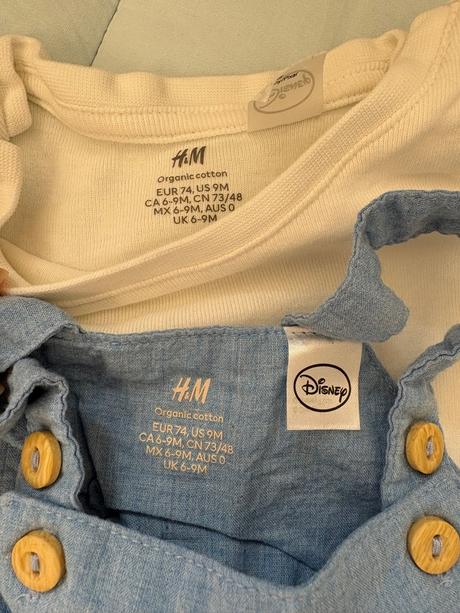 Disney
H&M
Organic cotton
EUR 74, US 9M
CA 6-9M, CN 73/48
MX 6-9M, AUS 0
UK 6-9M
Disney
H&M
Organic cotton
EUR 74, US 9M
CA 6-9M, CN 73/48
MX 6-9M, AUS 0
UK 6-9M